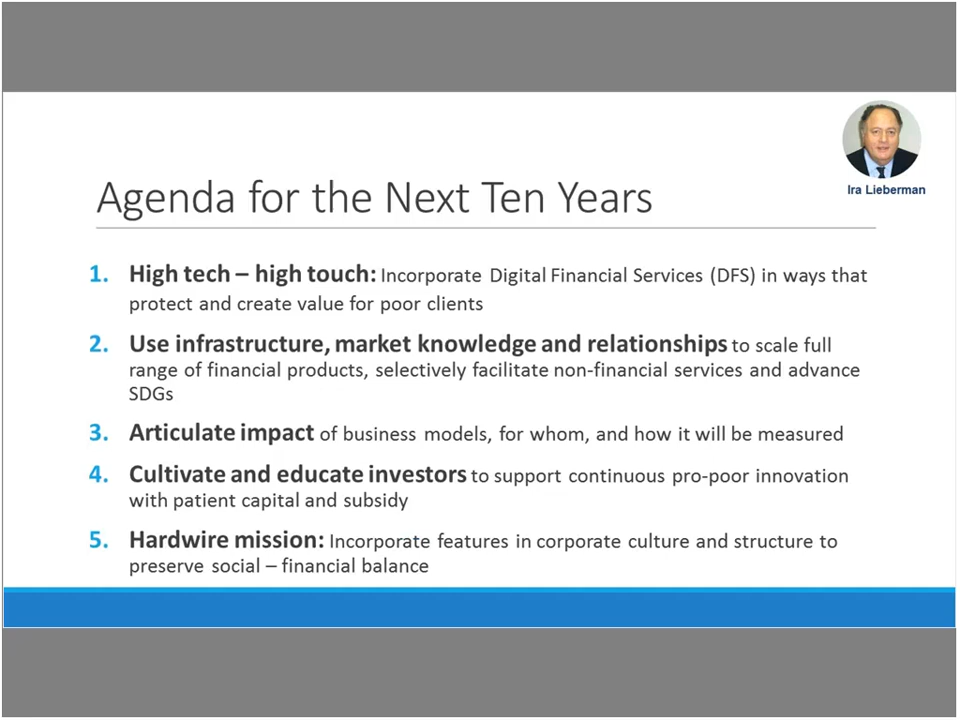 Ira Lieberman
Agenda for the Next Ten Years
1. High tech – high touch: Incorporate Digital Financial Services (DFS) in ways that
protect and create value for poor clients
2. Use infrastructure, market knowledge and relationships to scale full
range of financial products, selectively facilitate non-financial services and advance
SDGs
3. Articulate impact of business models, for whom, and how it will be measured
4. Cultivate and educate investors to support continuous pro-poor innovation
with patient capital and subsidy
5. Hardwire mission: Incorporate features in corporate culture and structure to
preserve social – financial balance